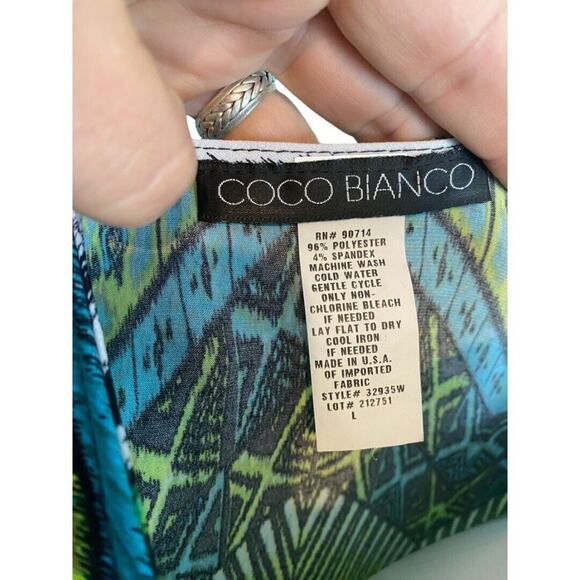 COCO BIANCO
RN# 90714
96% POLYESTER
4% SPANDEX
MACHINE WASH
COLD WATER
GENTLE CYCLE
ONLY NON-
CHLORINE BLEACH
IF NEEDED
LAY FLAT TO DRY
COOL IRON
IF NEEDED
MADE IN U.S.A.
OF IMPORTED
FABRIC
STYLE# 32935W
LOT# 212751
L